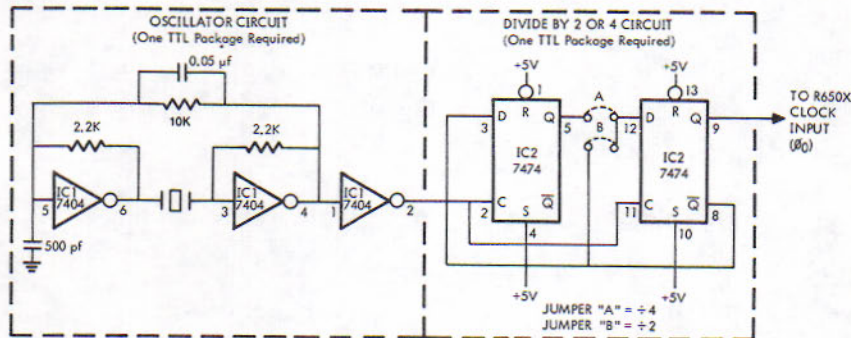 OSCILLATOR CIRCUIT
(One TTL Package Required)
0.05 µf
10K
2.2K
2.2K
IC1
7404
5
6
IC1
7404
3
4
IC1
7404
1
2
500 pf
DIVIDE BY 2 OR 4 CIRCUIT
(One TTL Package Required)
+5V
1
R
3
D
Q
5
IC2
7474
2
C
S
Q
4
+5V
A
B
+5V
13
R
12
D
Q
9
IC2
7474
11
C
S
Q
8
10
+5V
TO R650X
CLOCK
INPUT
(Ø0)
JUMPER "A" = ÷4
JUMPER "B" = ÷2